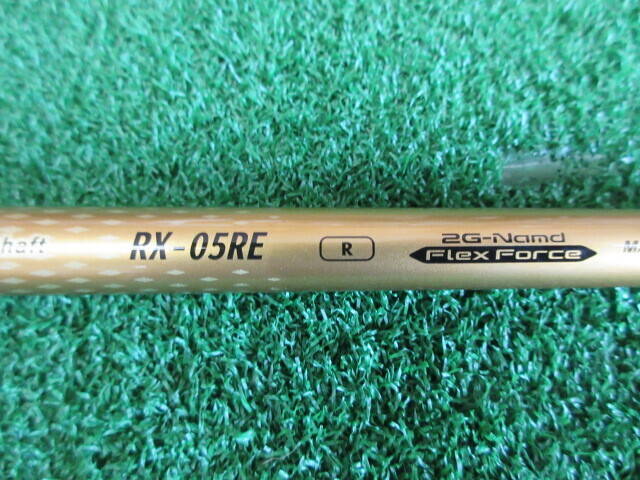 haft RX-05RE R 2G-Namd
Flex Force